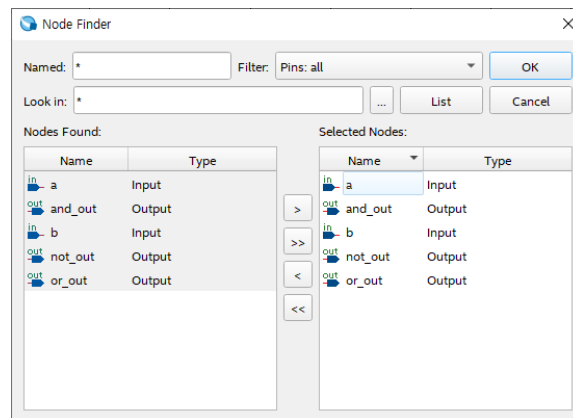 Node Finder
Named: * Filter: Pins: all OK
Look in: * ... List Cancel
Nodes Found: Selected Nodes:
Name Type Name Type
in a Input > in a Input
out and_out Output >> out and_out Output
in b Input < in b Input
out not_out Output << out not_out Output
out or_out Output out or_out Output